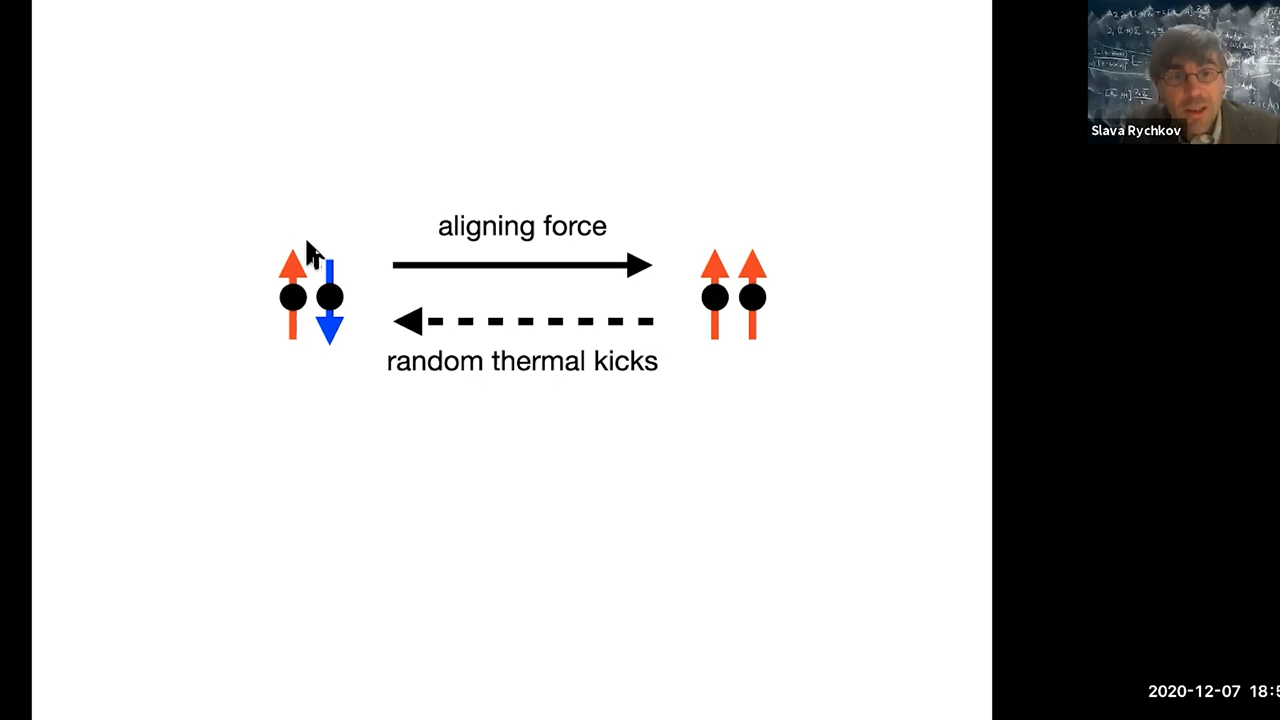 Slava Rychkov
aligning force
random thermal kicks
2020-12-07 18:5